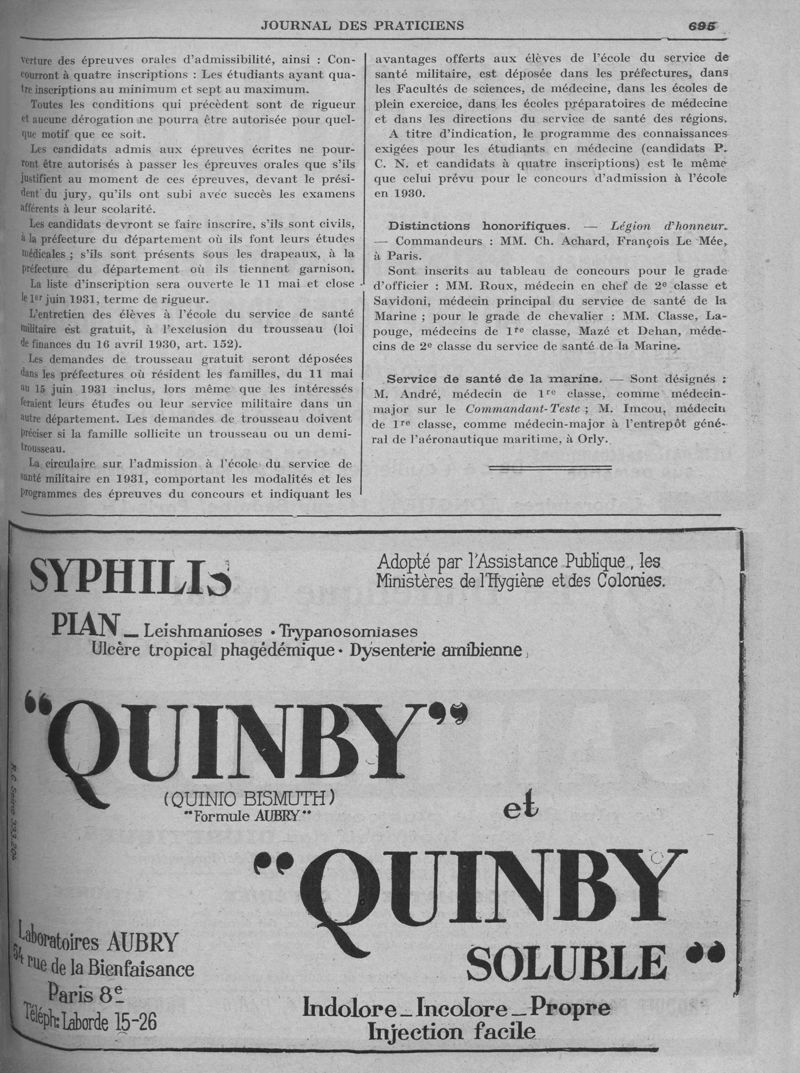 JOURNAL DES PRATICIENS 695
verture des épreuves orales d'admissibilité, ainsi : Con-
courront à quatre inscriptions : Les étudiants ayant qua-
tre inscriptions au minimum et sept au maximum.
Toutes les conditions qui précèdent sont de rigueur
et aucune dérogation ne pourra être autorisée pour quel-
que motif que ce soit.
Les candidats admis aux épreuves écrites ne pour-
ront être autorisés à passer les épreuves orales que s'ils
justifient au moment de ces épreuves, devant le prési-
dent du jury, qu'ils ont subi avec succès les examens
afférents à leur scolarité.
Les candidats devront se faire inscrire, s'ils sont civils,
à la préfecture du département où ils font leurs études
médicales ; s'ils sont présents sous les drapeaux, à la
préfecture du département où ils tiennent garnison.
La liste d'inscription sera ouverte le 11 mai et close
le 1er juin 1931, terme de rigueur.
L'entretien des élèves à l'école du service de santé
militaire est gratuit, à l'exclusion du trousseau (loi
de finances du 16 avril 1930, art. 152).
Les demandes de trousseau gratuit seront déposées
dans les préfectures où résident les familles, du 11 mai
au 15 juin 1931 inclus, lors même que les intéressés
feraient leurs études ou leur service militaire dans un
autre département. Les demandes de trousseau doivent
préciser si la famille sollicite un trousseau ou un demi-
trousseau.
La circulaire sur l'admission à l'école du service de
santé militaire en 1931, comportant les modalités et les
programmes des épreuves du concours et indiquant les
avantages offerts aux élèves de l'école du service de
santé militaire, est déposée dans les préfectures, dans
les Facultés de sciences, de médecine, dans les écoles de
plein exercice, dans les écoles préparatoires de médecine
et dans les directions du service de santé des régions.
A titre d'indication, le programme des connaissances
exigées pour les étudiants en médecine (candidats P.
C. N. et candidats à quatre inscriptions) est le même
que celui prévu pour le concours d'admission à l'école
en 1930.
Distinctions honorifiques. — Légion d'honneur.
— Commandeurs : MM. Ch. Achard, François Le Mée,
à Paris.
Sont inscrits au tableau de concours pour le grade
d'officier : MM. Roux, médecin en chef de 2e classe et
Savidoni, médecin principal du service de santé de la
Marine ; pour le grade de chevalier : MM. Classe, La-
pouge, médecins de 1re classe, Mazé et Dehan, méde-
cins de 2e classe du service de santé de la Marine.
Service de santé de la marine. — Sont désignés :
M. André, médecin de 1re classe, comme médecin-
major sur le Commandant-Teste ; M. Imcou, médecin
de 1re classe, comme médecin-major à l'entrepôt géné-
ral de l'aéronautique maritime, à Orly.
SYPHILIS
Adopté par l'Assistance Publique, les
Ministères de l'Hygiène et des Colonies.
PIAN _ Leishmanioses • Trypanosomiases
Ulcère tropical phagédémique • Dysenterie amibienne
"QUINBY"
(QUINIO BISMUTH)
"Formule AUBRY"
et
"QUINBY
SOLUBLE"
Laboratoires AUBRY
54 rue de la Bienfaisance
Paris 8e
Téléph: Laborde 15-26
Indolore _ Incolore _ Propre
Injection facile